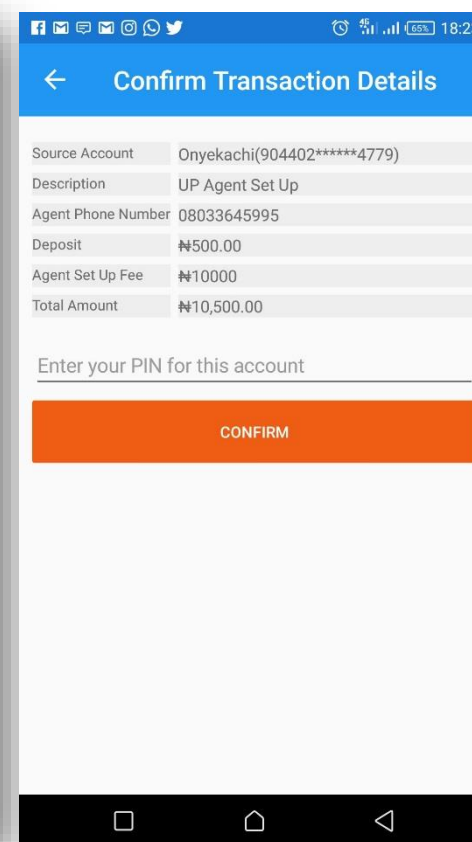 65% 18:2
Confirm Transaction Details
Source Account Onyekachi(904402******4779)
Description UP Agent Set Up
Agent Phone Number 08033645995
Deposit ₦500.00
Agent Set Up Fee ₦10000
Total Amount ₦10,500.00
Enter your PIN for this account
CONFIRM